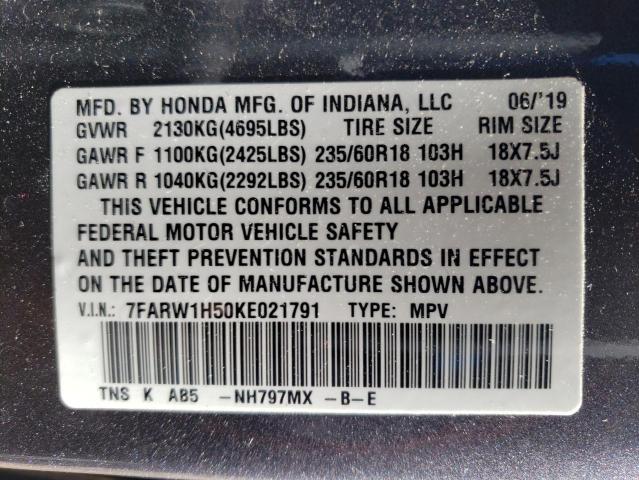 MFD. BY HONDA MFG. OF INDIANA, LLC 06/'19
GVWR 2130KG(4695LBS) TIRE SIZE RIM SIZE
GAWR F 1100KG(2425LBS) 235/60R18 103H 18X7.5J
GAWR R 1040KG(2292LBS) 235/60R18 103H 18X7.5J
THIS VEHICLE CONFORMS TO ALL APPLICABLE
FEDERAL MOTOR VEHICLE SAFETY
AND THEFT PREVENTION STANDARDS IN EFFECT
ON THE DATE OF MANUFACTURE SHOWN ABOVE.
V.I.N.: 7FARW1H50KE021791 TYPE: MPV
TNS K A85 -NH797MX -B-E